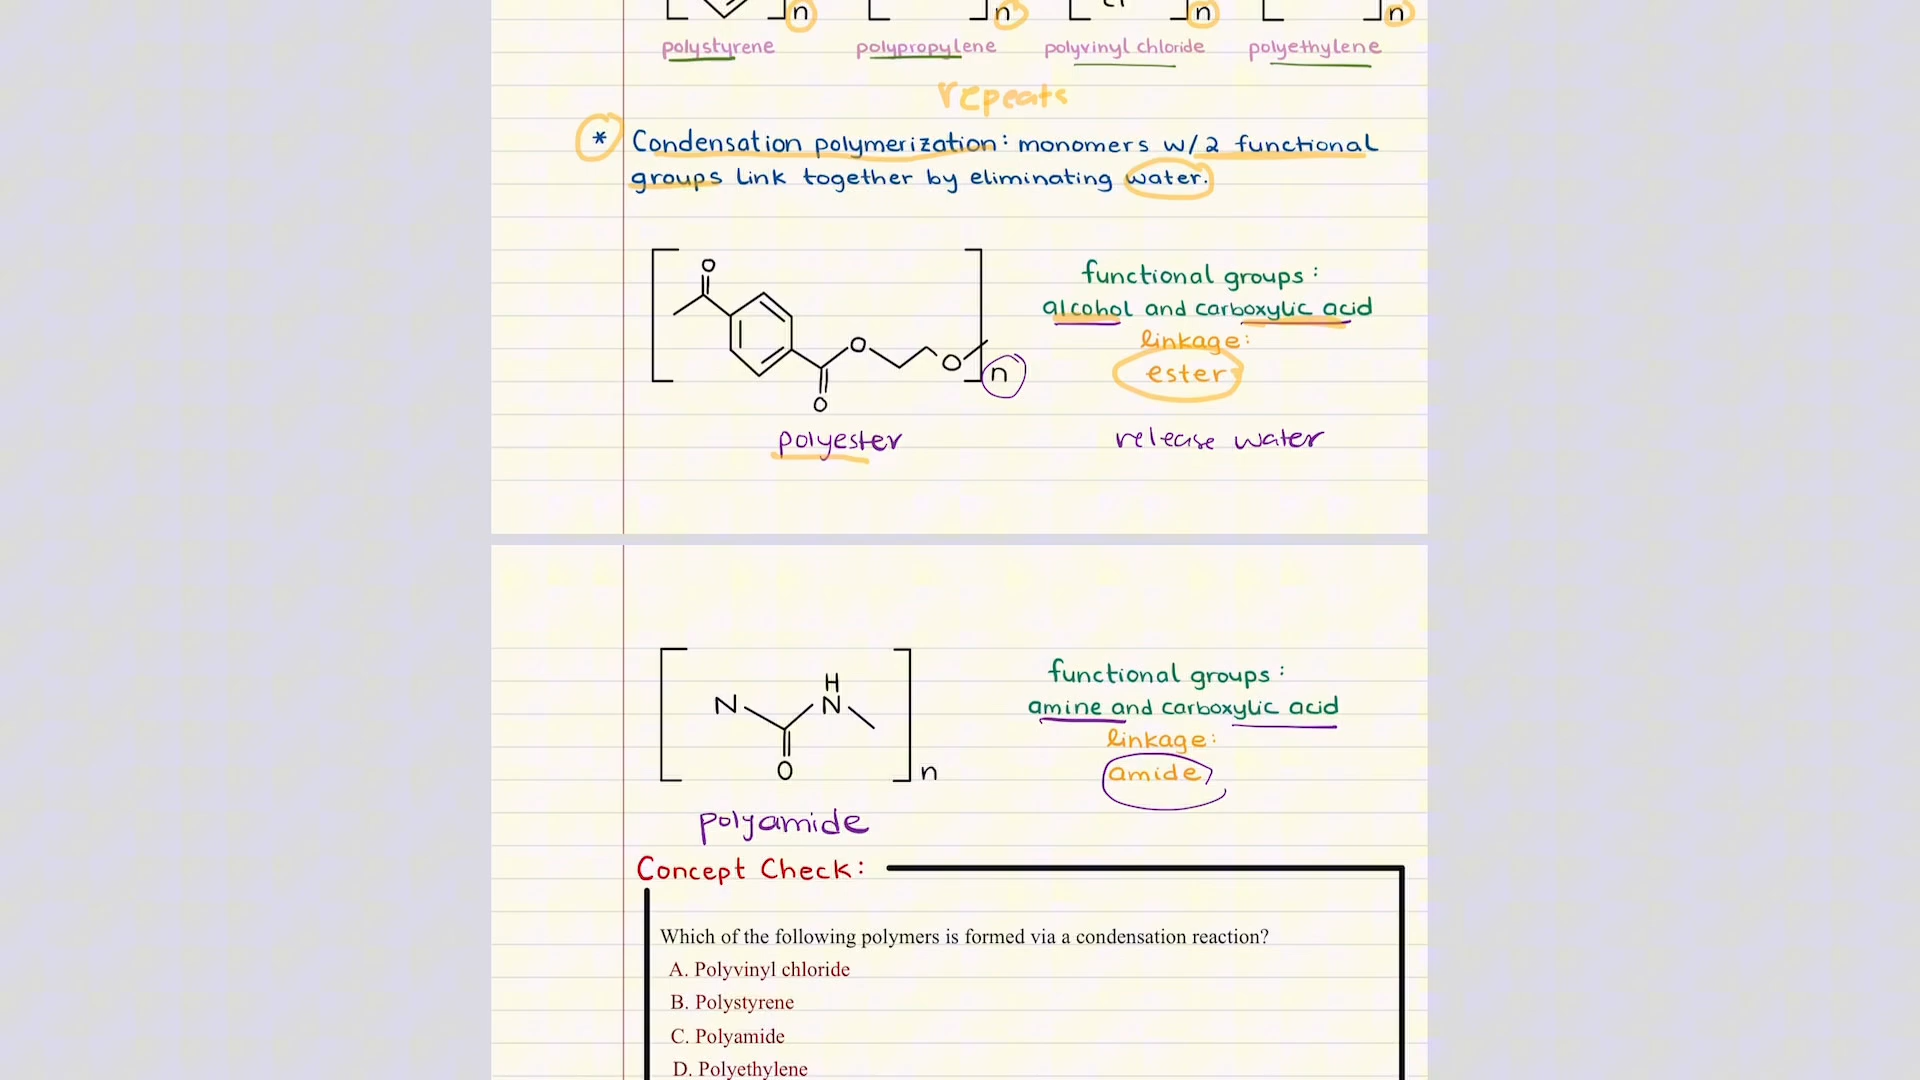 n n Cl n n
polystyrene polypropylene polyvinyl chloride polyethylene
repeats
* Condensation polymerization: monomers w/2 functional
groups link together by eliminating water.
O
O
O
O
n
functional groups:
alcohol and carboxylic acid
linkage:
ester
polyester
release water
H
N N
O
n
functional groups:
amine and carboxylic acid
linkage:
amide
polyamide
Concept Check:
Which of the following polymers is formed via a condensation reaction?
A. Polyvinyl chloride
B. Polystyrene
C. Polyamide
D. Polyethylene